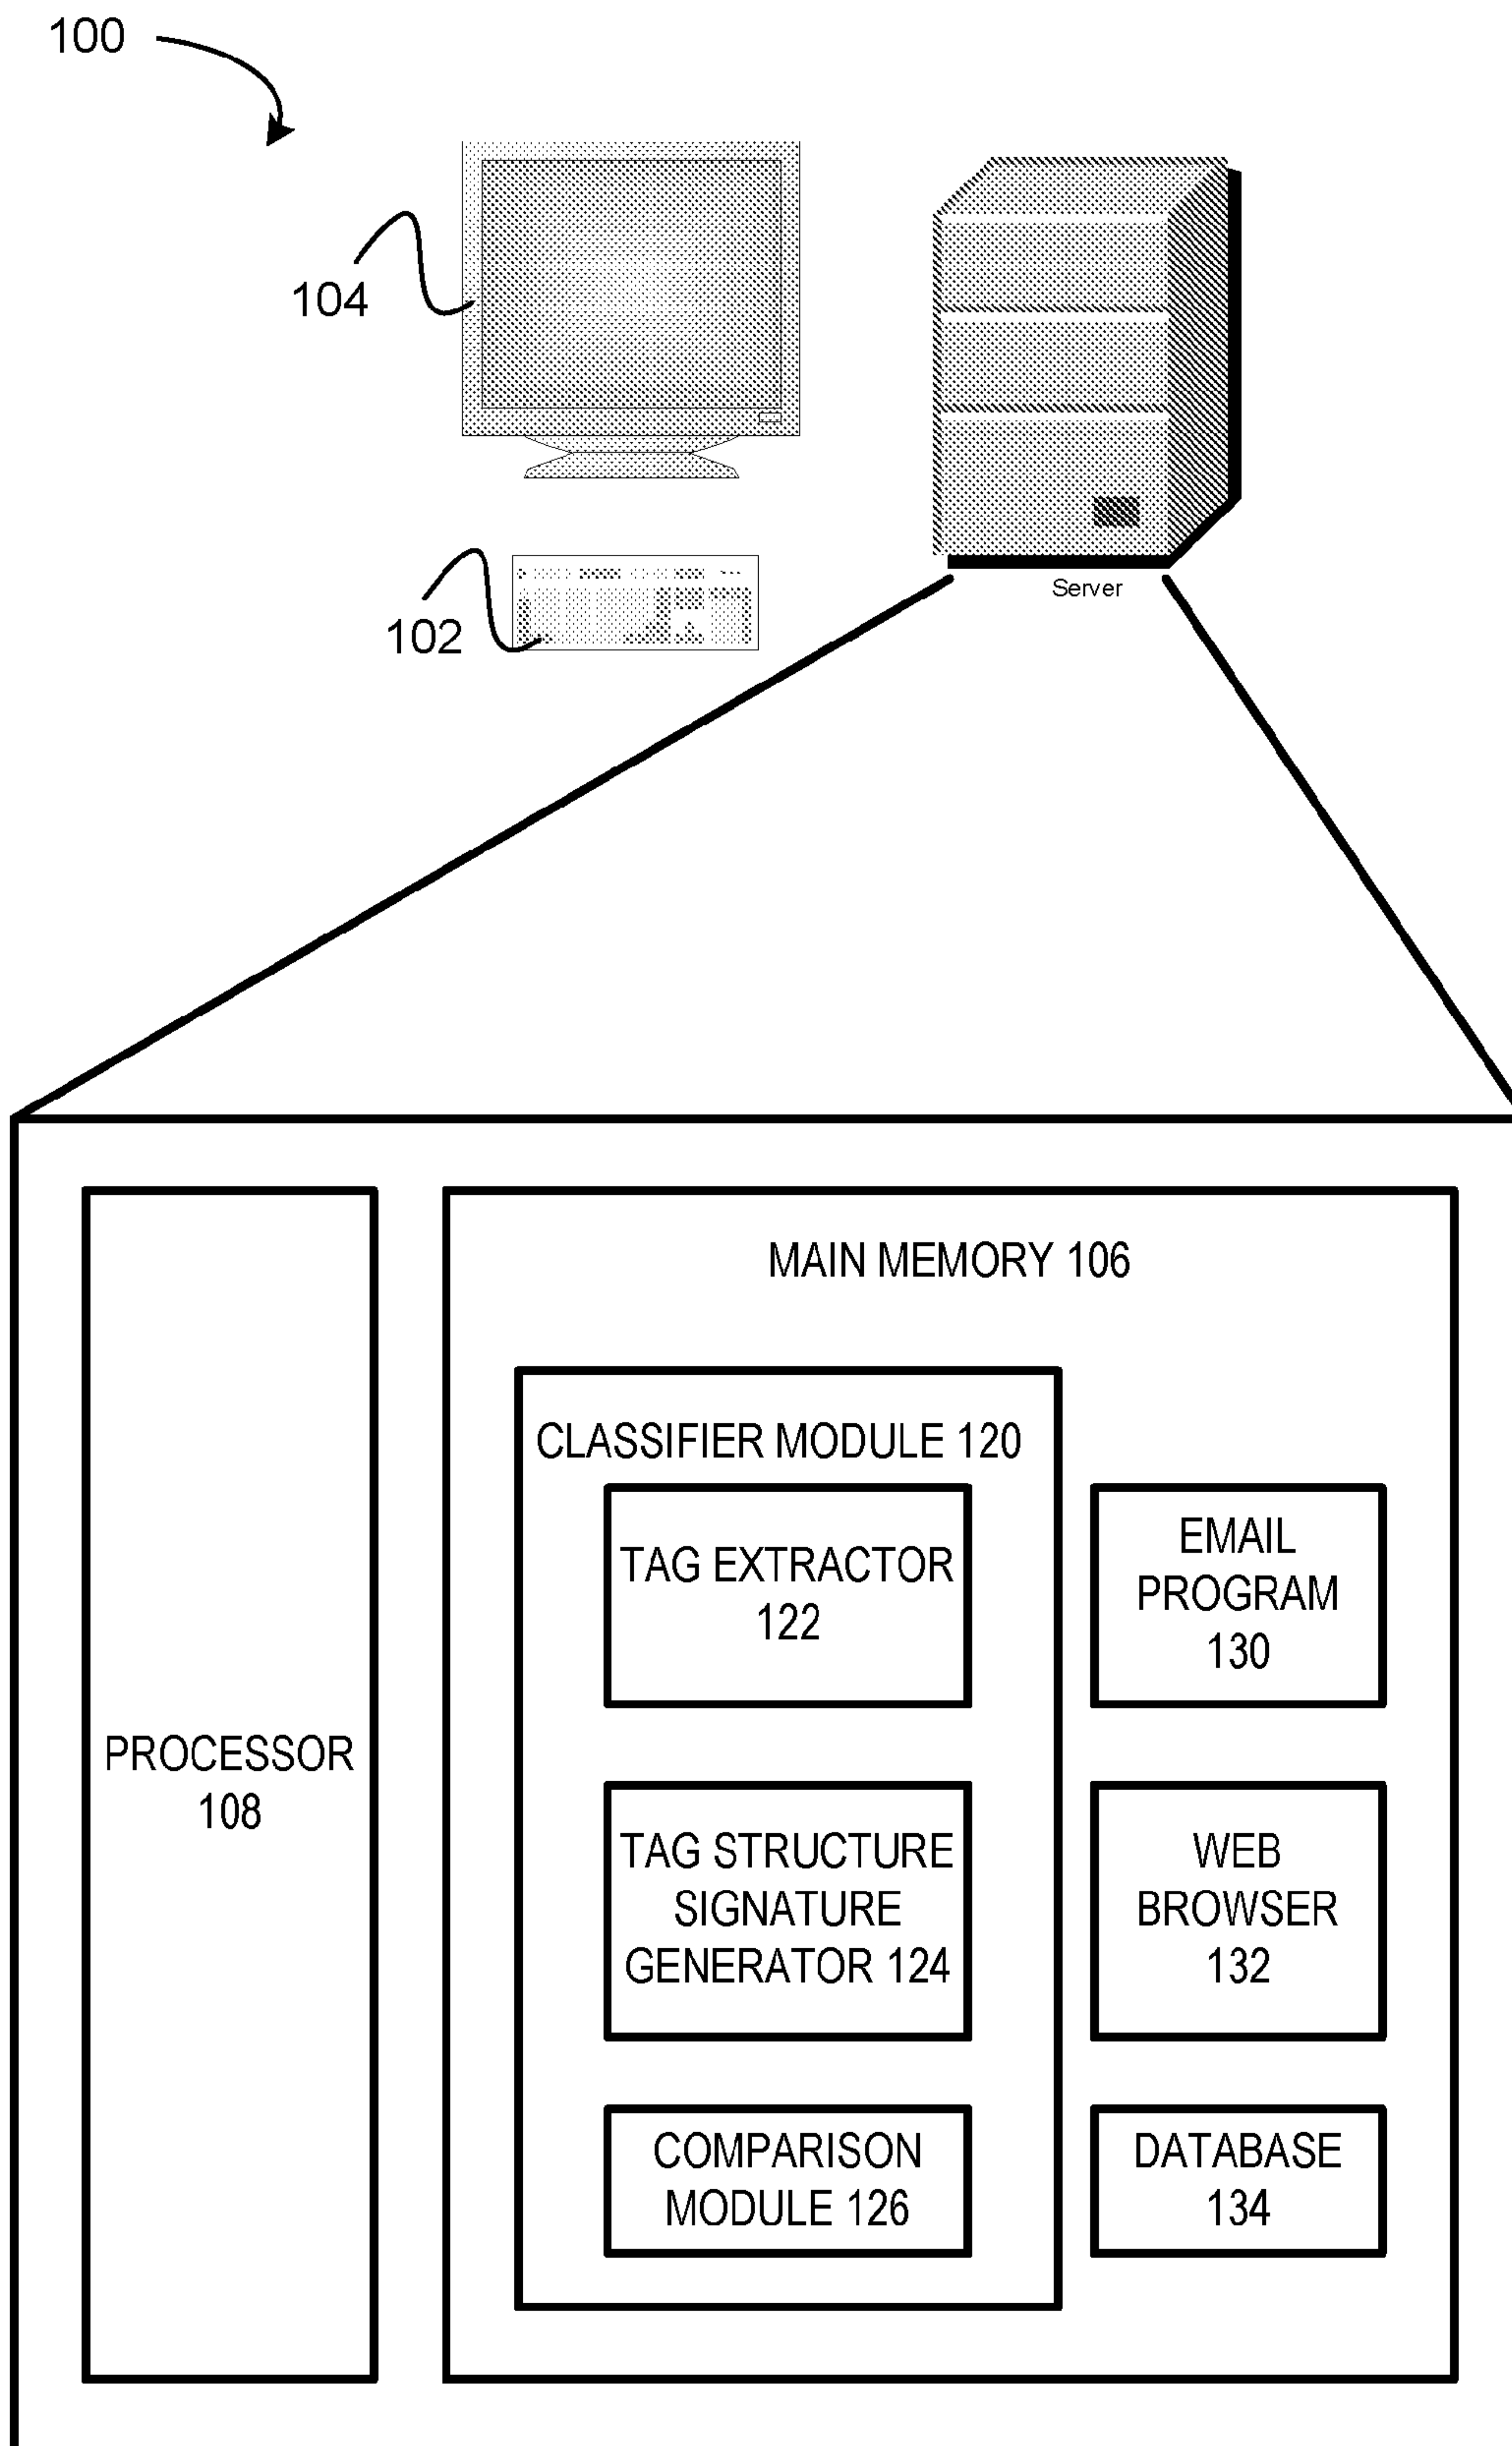 100
104
102
Server
MAIN MEMORY 106
CLASSIFIER MODULE 120
TAG EXTRACTOR
122
EMAIL
PROGRAM
130
PROCESSOR
108
TAG STRUCTURE
SIGNATURE
GENERATOR 124
WEB
BROWSER
132
COMPARISON
MODULE 126
DATABASE
134